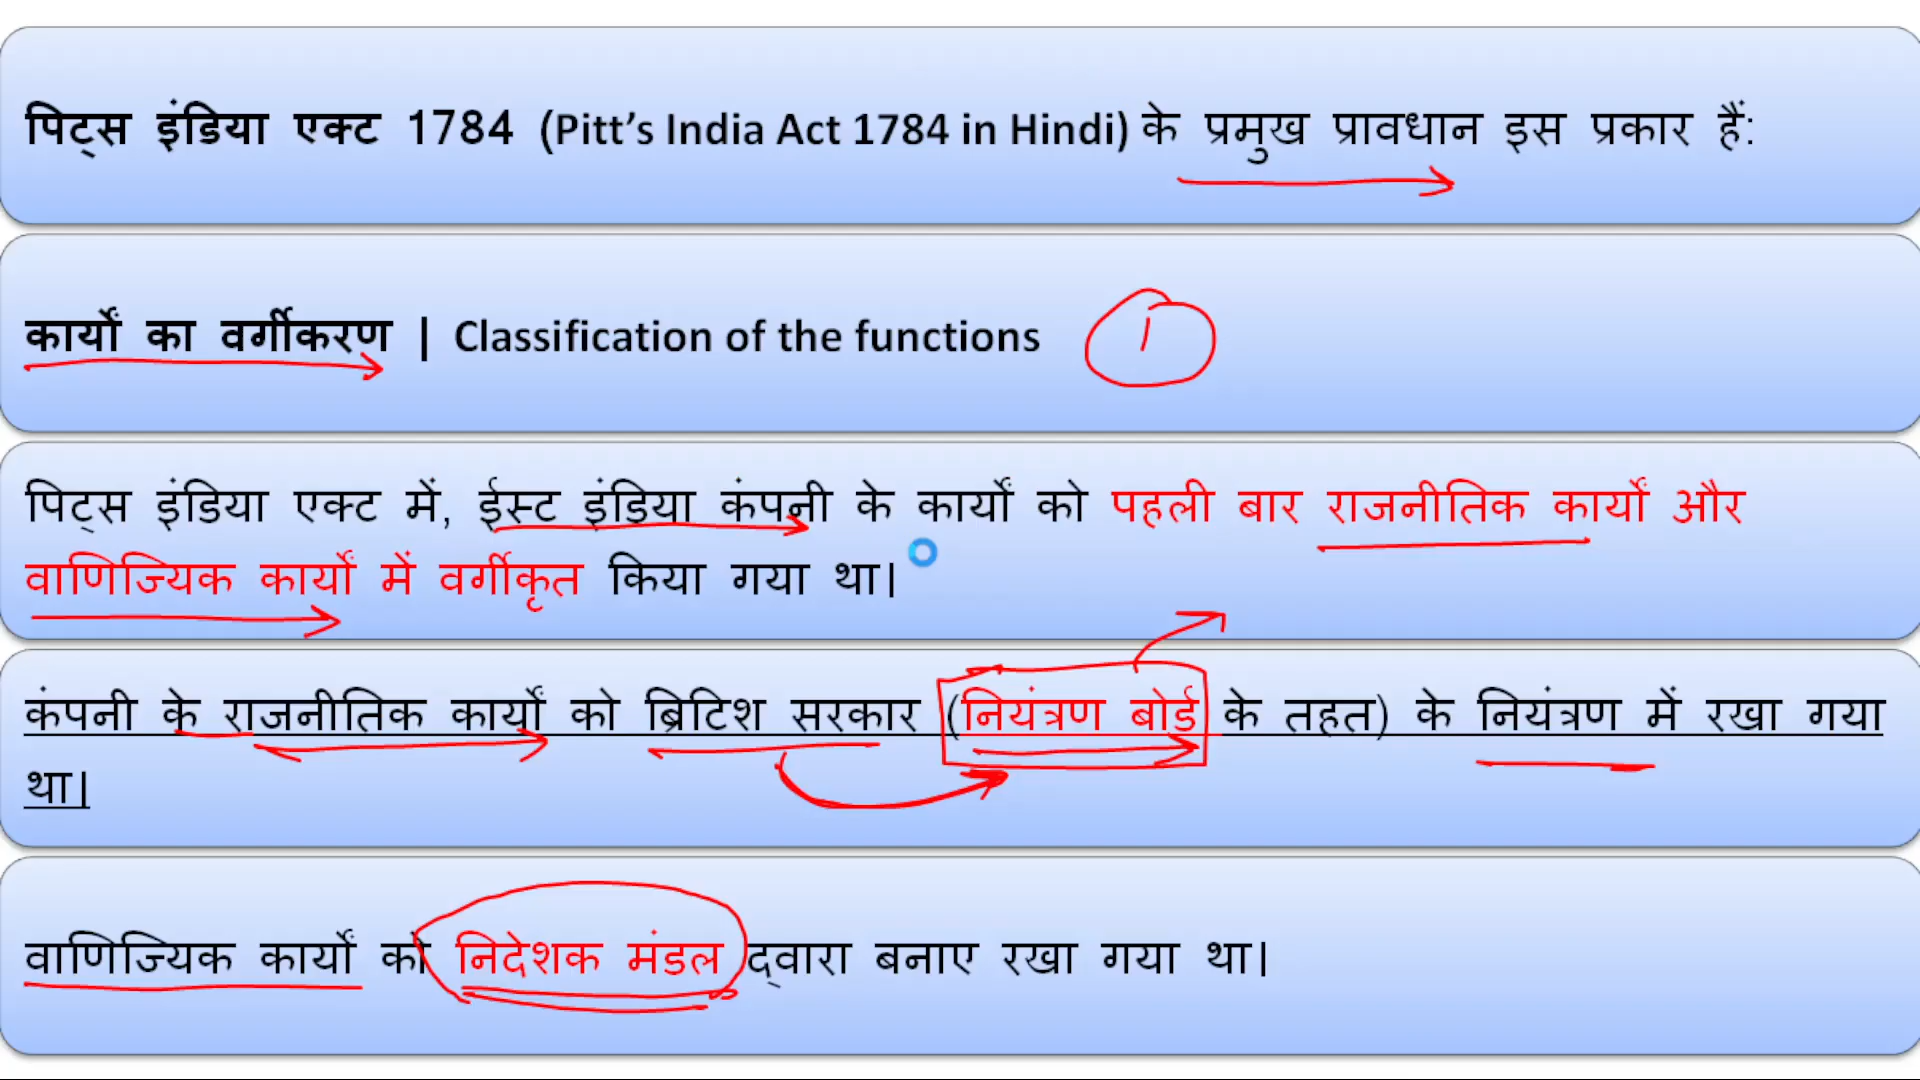 पिट्स इंडिया एक्ट 1784 (Pitt’s India Act 1784 in Hindi) के प्रमुख प्रावधान इस प्रकार हैं:
कार्यों का वर्गीकरण | Classification of the functions 1
पिट्स इंडिया एक्ट में, ईस्ट इंडिया कंपनी के कार्यों को पहली बार राजनीतिक कार्यों और
वाणिज्यिक कार्यों में वर्गीकृत किया गया था।
कंपनी के राजनीतिक कार्यों को ब्रिटिश सरकार (नियंत्रण बोर्ड के तहत) के नियंत्रण में रखा गया
था।
वाणिज्यिक कार्यों को निदेशक मंडल द्वारा बनाए रखा गया था।